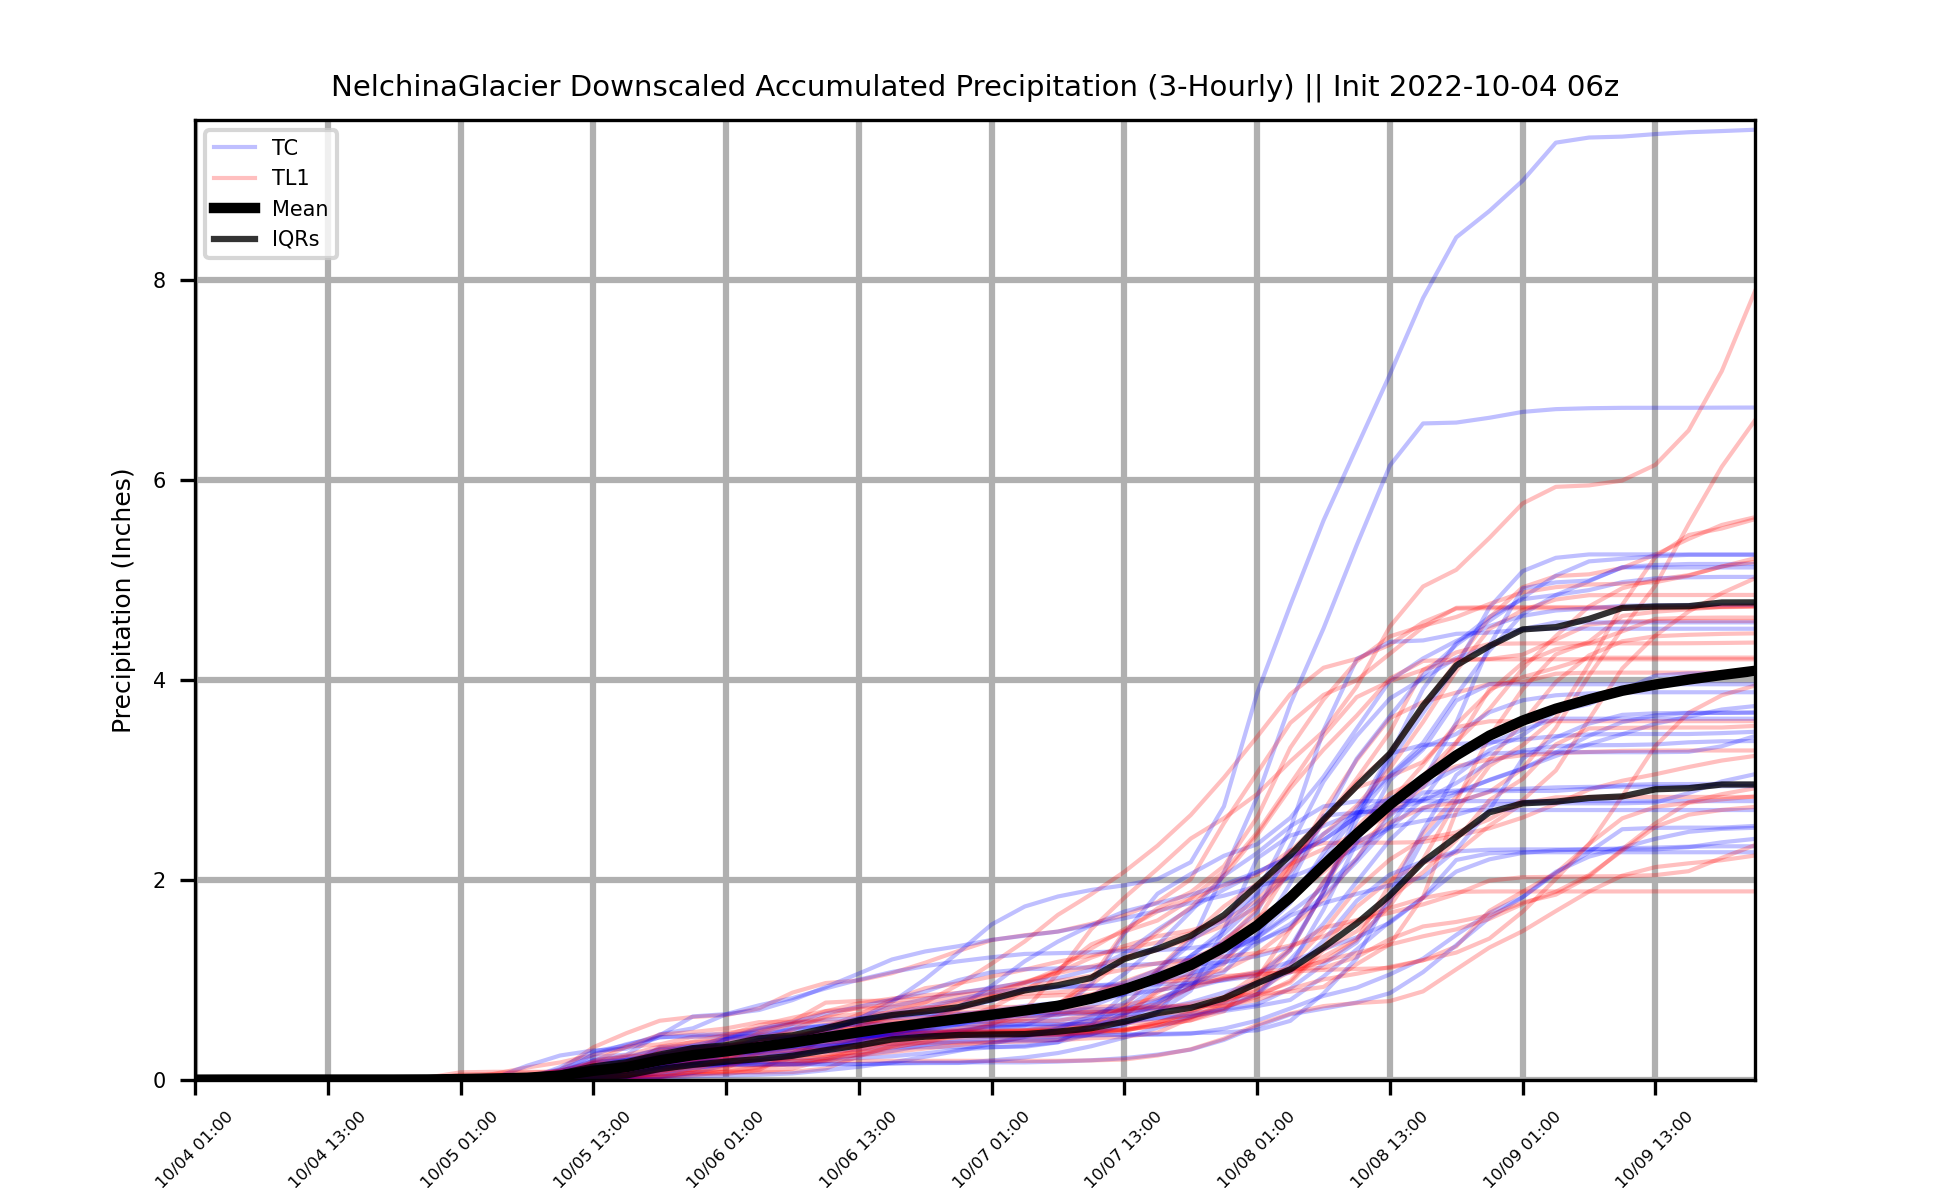 NelchinaGlacier Downscaled Accumulated Precipitation (3-Hourly) || Init 2022-10-04 06z
TC
TL1
Mean
IQRs
Precipitation (Inches)
8
6
4
2
0
10/04 01:00
10/04 13:00
10/05 01:00
10/05 13:00
10/06 01:00
10/06 13:00
10/07 01:00
10/07 13:00
10/08 01:00
10/08 13:00
10/09 01:00
10/09 13:00